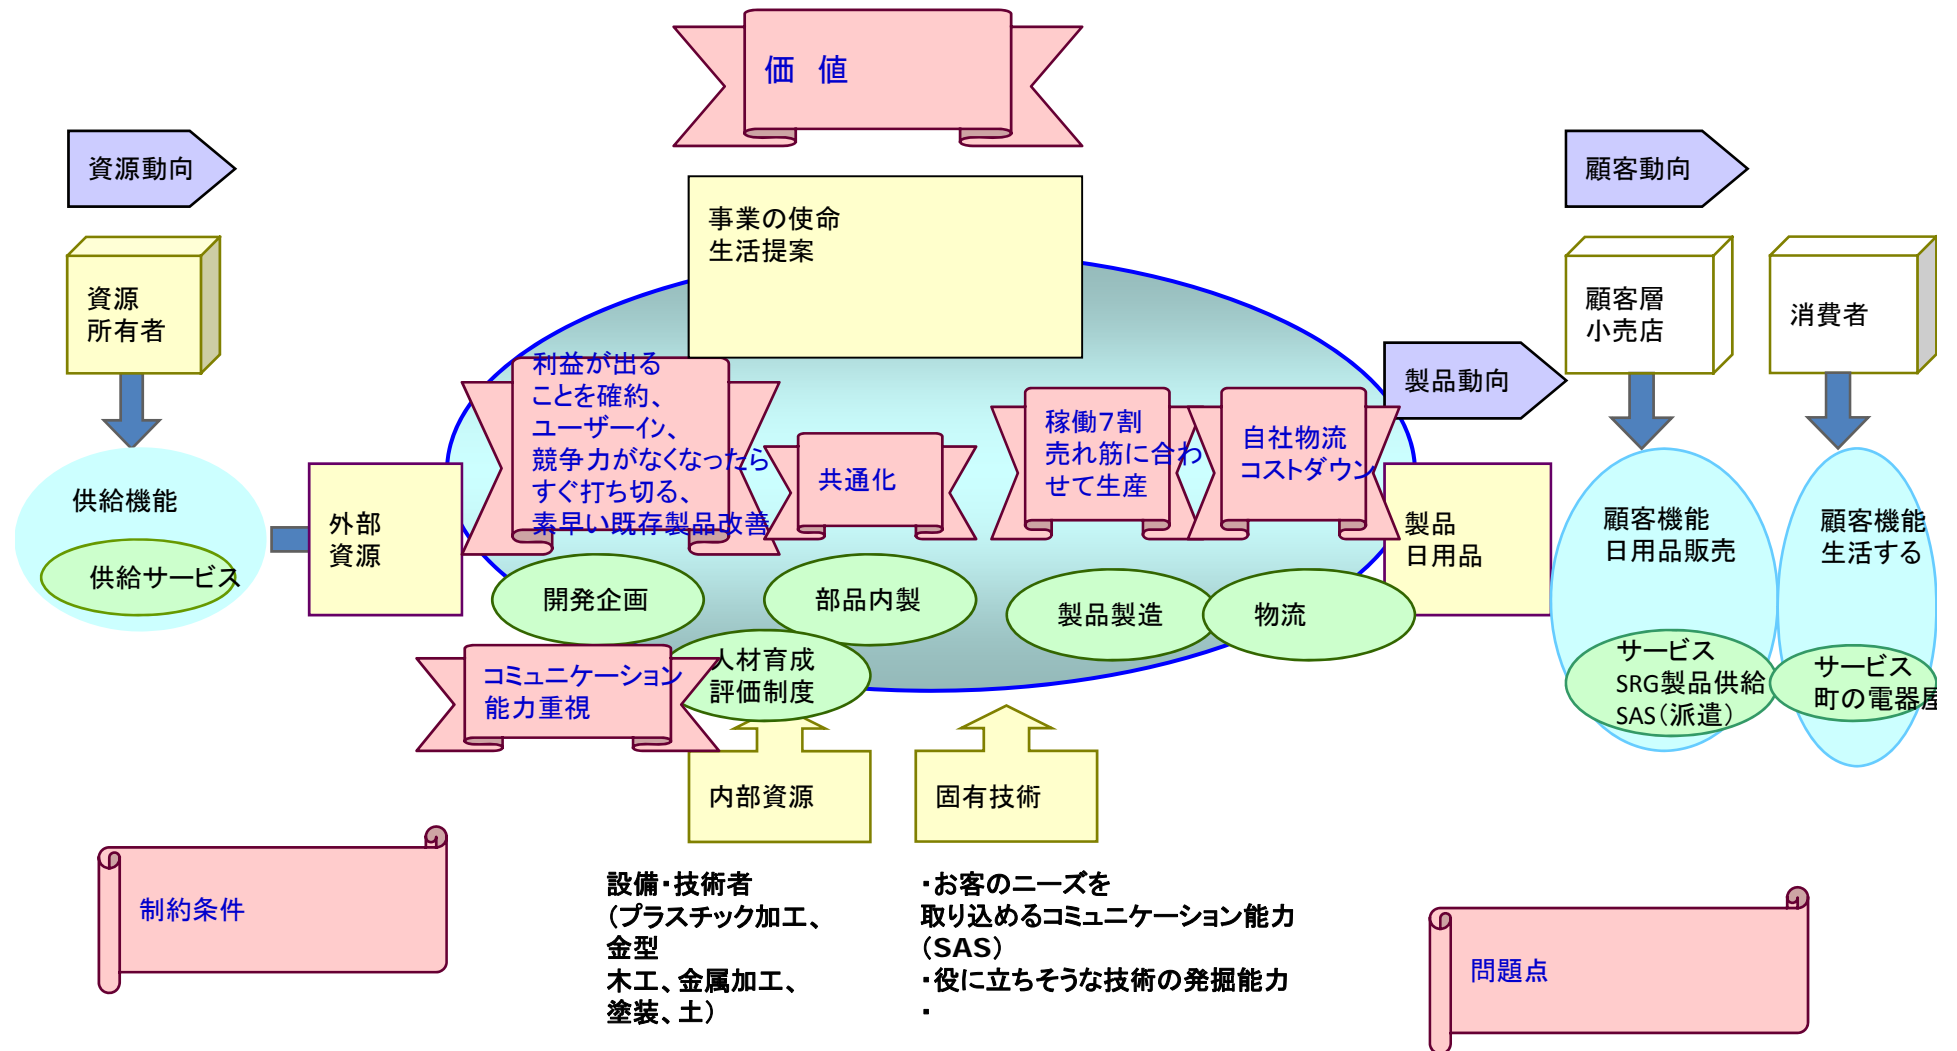 価　値
資源動向
顧客動向
事業の使命
生活提案
資源
所有者
顧客層
小売店
消費者
製品動向
利益が出る
ことを確約、
ユーザーイン、
競争力がなくなったら
すぐ打ち切る、
素早い既存製品改善
共通化
稼働7割
売れ筋に合わ
せて生産
自社物流
コストダウン
供給機能
供給サービス
外部
資源
製品
日用品
顧客機能
日用品販売
顧客機能
生活する
開発企画
部品内製
製品製造
物流
コミュニケーション
能力重視
人材育成
評価制度
サービス
SRG製品供給
SAS（派遣）
サービス
町の電器屋
内部資源
固有技術
制約条件
設備・技術者
（プラスチック加工、
金型
木工、金属加工、
塗装、土）
・お客のニーズを
取り込めるコミュニケーション能力
（SAS）
・役に立ちそうな技術の発掘能力
・
問題点